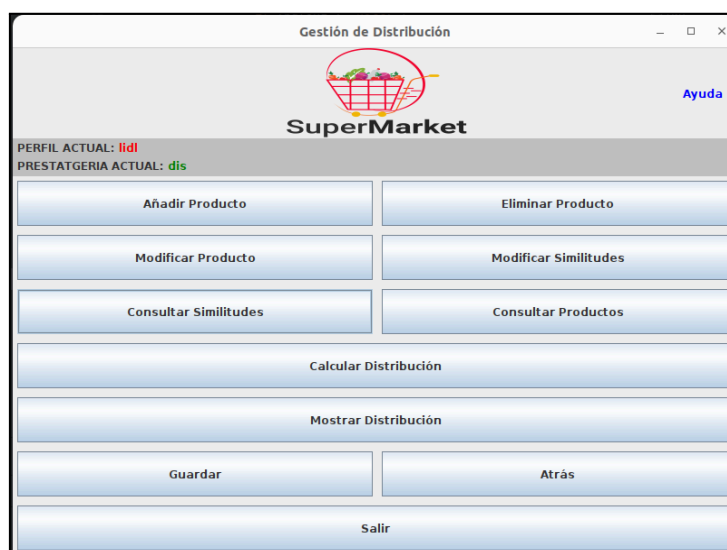 Gestión de Distribución
SuperMarket
Ayuda
PERFIL ACTUAL: lidl
PRESTATGERIA ACTUAL: dis
Añadir Producto
Eliminar Producto
Modificar Producto
Modificar Similitudes
Consultar Similitudes
Consultar Productos
Calcular Distribución
Mostrar Distribución
Guardar
Atrás
Salir